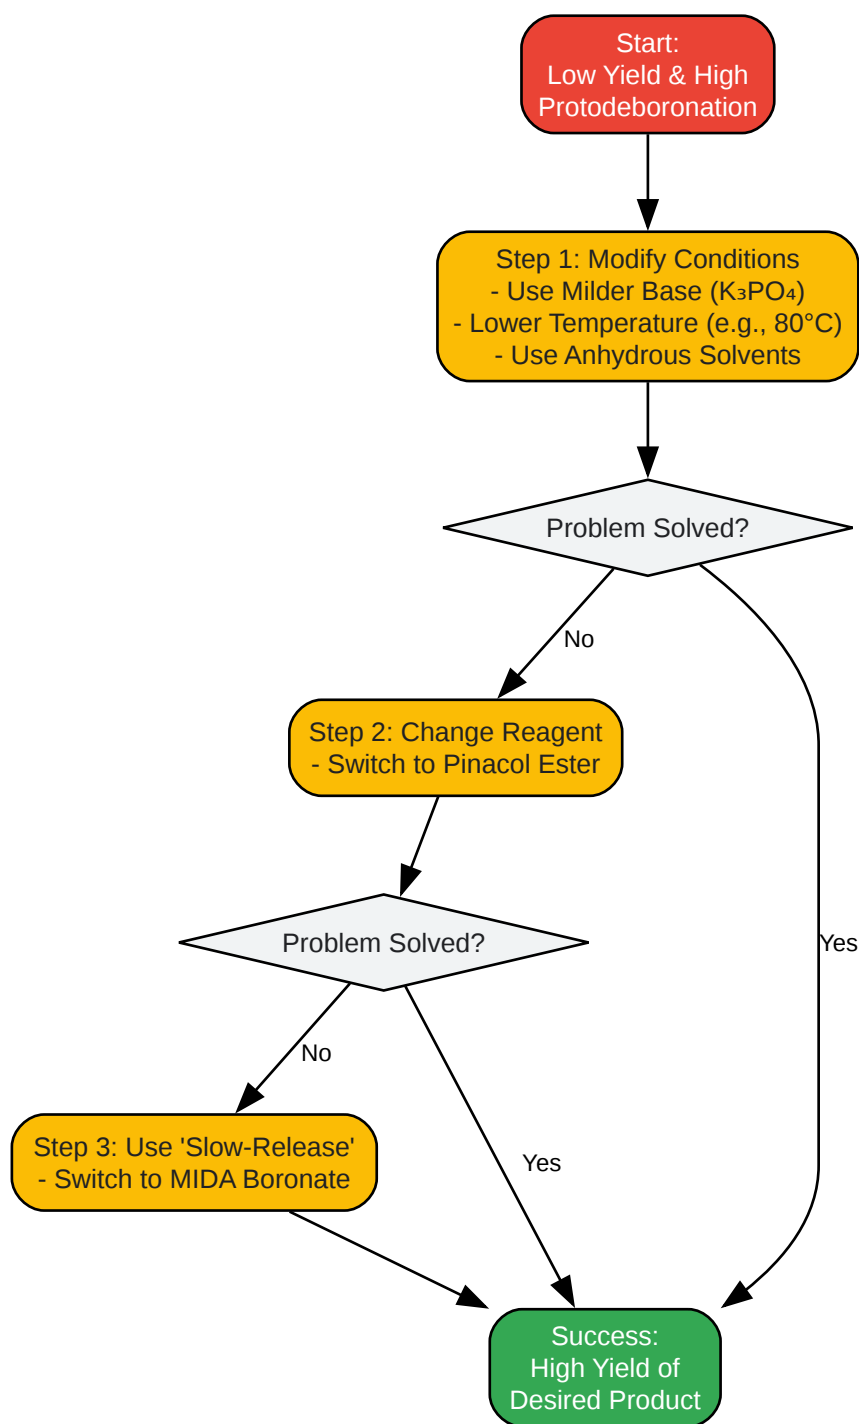 Start:
Low Yield & High
Protodeboronation
Step 1: Modify Conditions
- Use Milder Base (K₃PO₄)
- Lower Temperature (e.g., 80°C)
- Use Anhydrous Solvents
Problem Solved?
No
Step 2: Change Reagent
- Switch to Pinacol Ester
Problem Solved?
Yes
No
Step 3: Use 'Slow-Release'
- Switch to MIDA Boronate
Yes
Success:
High Yield of
Desired Product